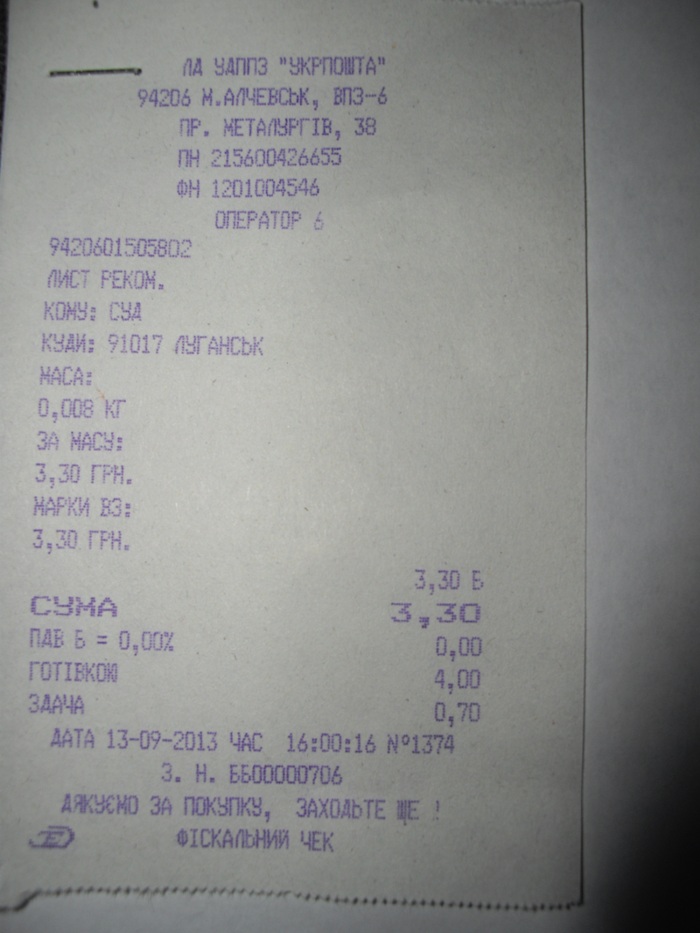 ЛД УДППЗ "УКРПОШТА"
94206 М.АЛЧЕВСЬК, ВПЗ-6
ПР. МЕТАЛУРГІВ, 38
ПН 215600426655
ФН 1201004546
ОПЕРАТОР 6
9420601505802
ЛИСТ РЕКОМ.
КОМУ: СУД
КУДИ: 91017 ЛУГАНСЬК
МАСА:
0,008 КГ
ЗА МАСУ:
3,30 ГРН.
МАРКИ ВЗ:
3,30 ГРН.
3,30 Б
СУМА 3,30
ПДВ Б = 0,00% 0,00
ГОТІВКОЮ 4,00
ЗДАЧА 0,70
ДАТА 13-09-2013 ЧАС 16:00:16 №1374
З. Н. ББ00000706
ДЯКУЄМО ЗА ПОКУПКУ, ЗАХОДЬТЕ ЩЕ !
ФІСКАЛЬНИЙ ЧЕК